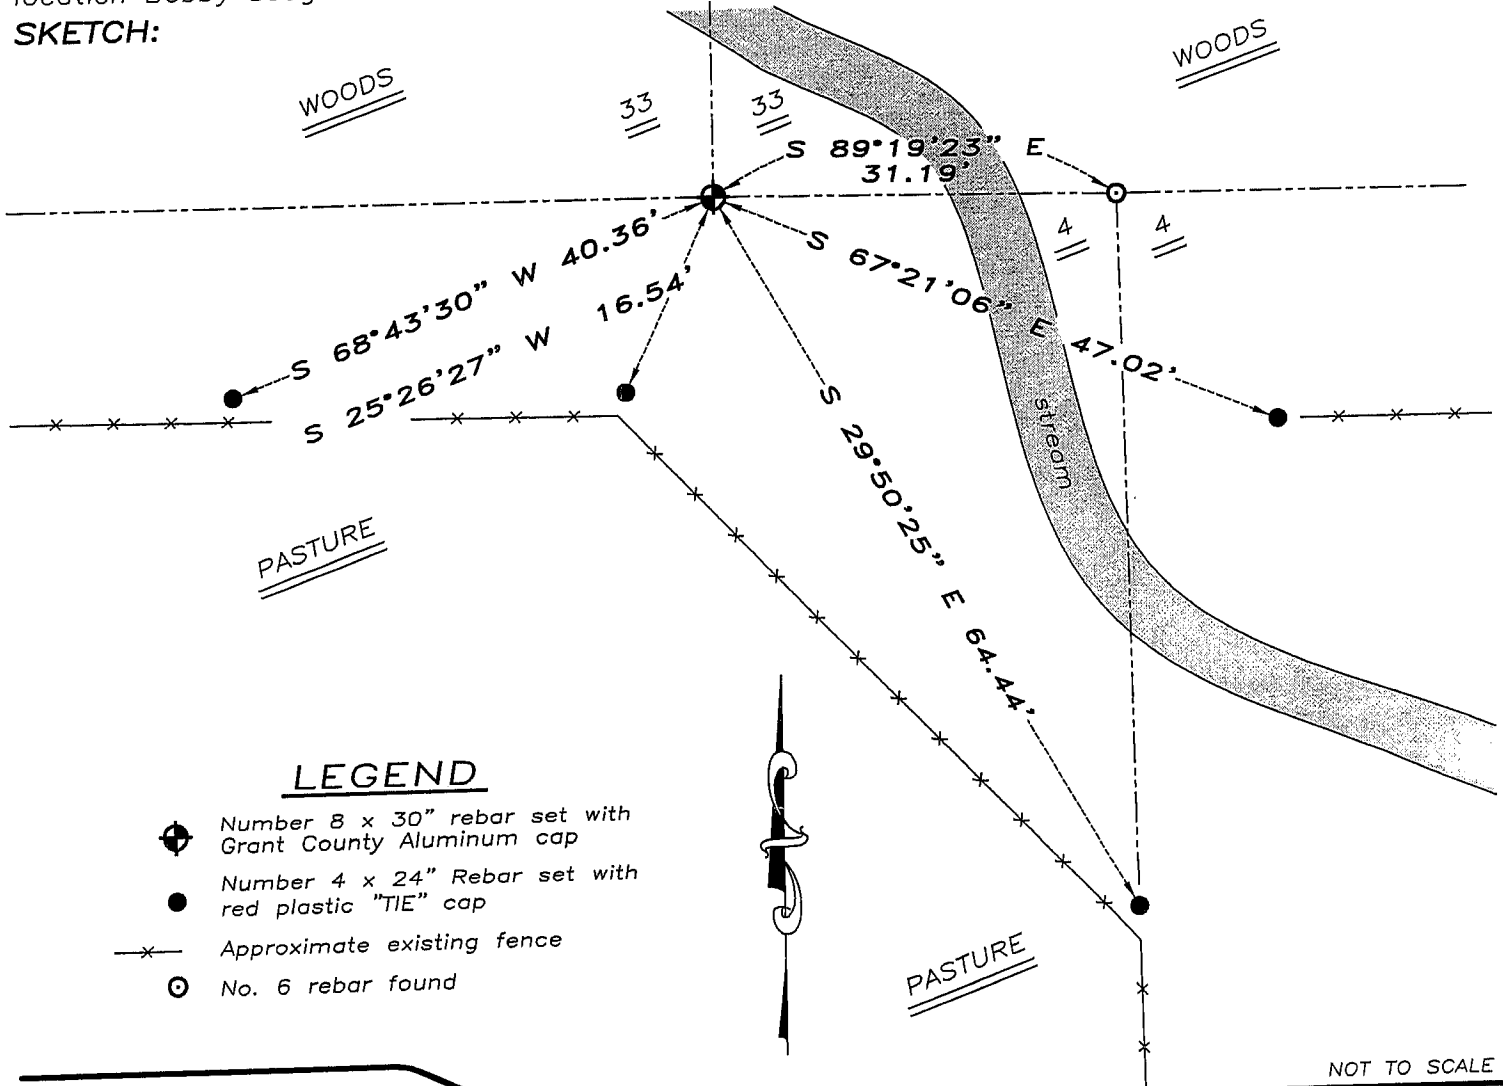 SKETCH:
WOODS
WOODS
33
33
S 89°19'23" E
31.19'
4
4
S 68°43'30" W 40.36'
S 25°26'27" W 16.54'
S 67°21'06" E 47.02'
S 29°50'25" E 64.44'
stream
PASTURE
LEGEND
Number 8 x 30" rebar set with
Grant County Aluminum cap
Number 4 x 24" Rebar set with
red plastic "TIE" cap
Approximate existing fence
No. 6 rebar found
PASTURE
NOT TO SCALE